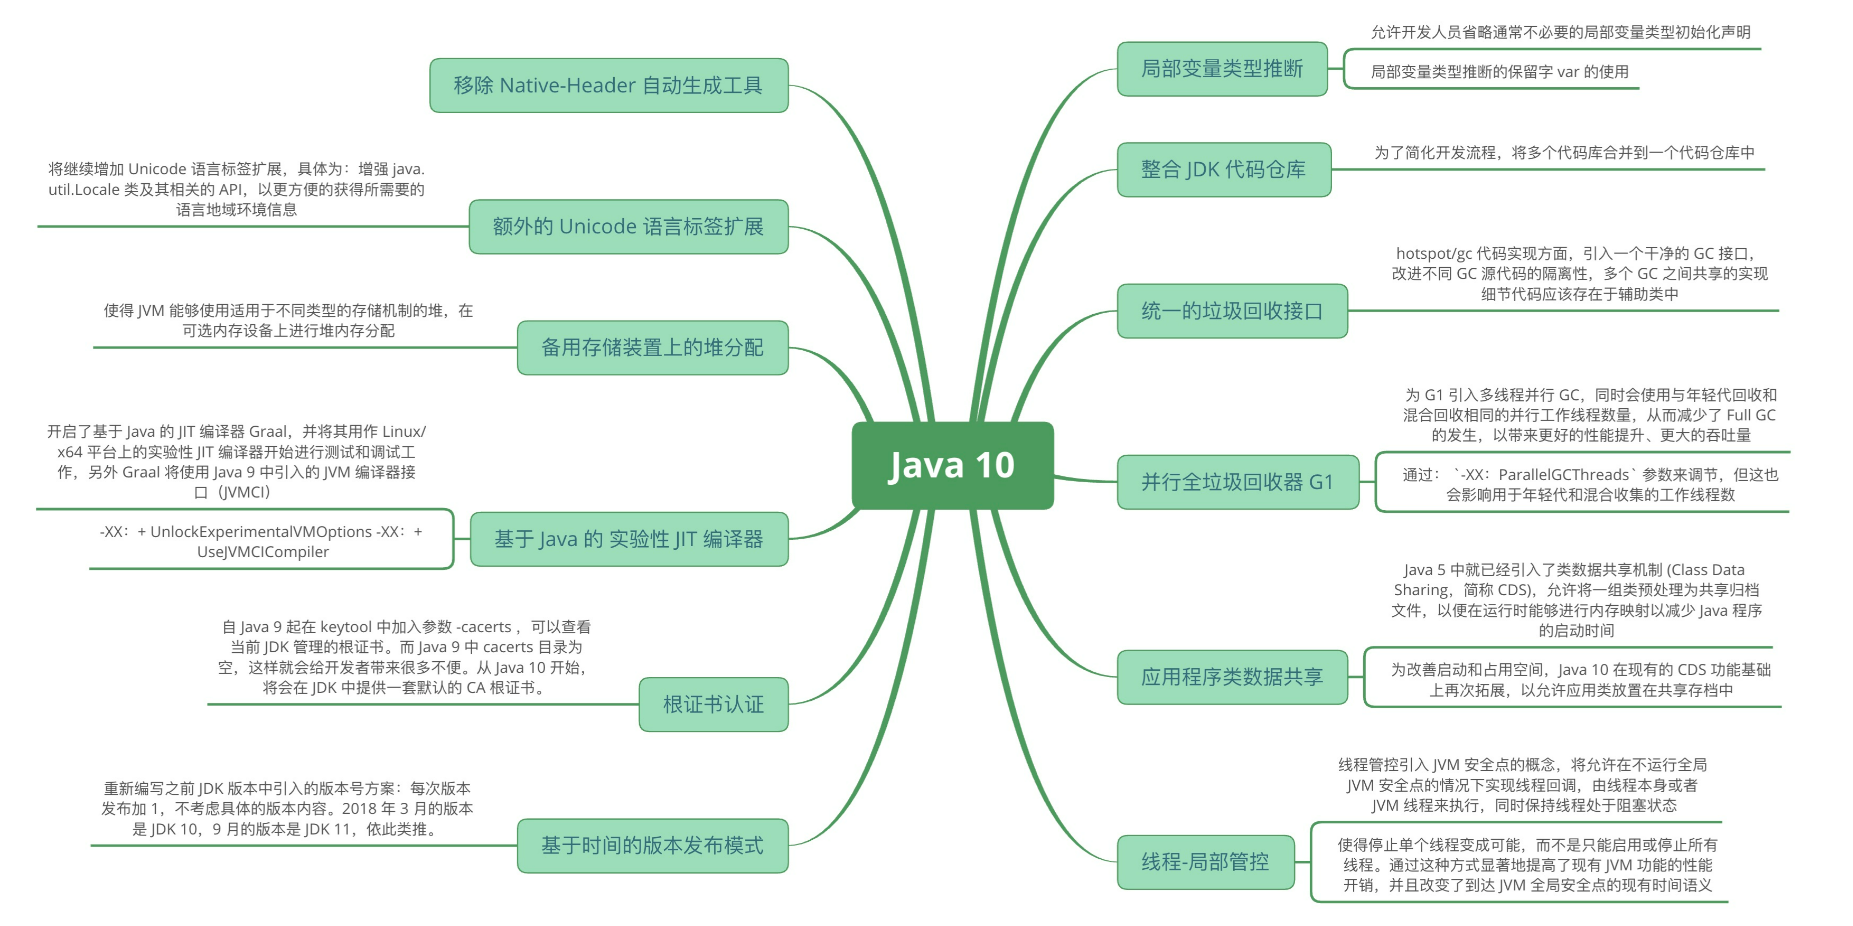 Java 10
局部变量类型推断
允许开发人员省略通常不必要的局部变量类型初始化声明
局部变量类型推断的保留字 var 的使用
整合 JDK 代码仓库
为了简化开发流程，将多个代码库合并到一个代码仓库中
统一的垃圾回收接口
hotspot/gc 代码实现方面，引入一个干净的 GC 接口，
改进不同 GC 源代码的隔离性，多个 GC 之间共享的实现
细节代码应该存在于辅助类中
并行全垃圾回收器 G1
为 G1 引入多线程并行 GC，同时会使用与年轻代回收和
混合回收相同的并行工作线程数量，从而减少了 Full GC
的发生，以带来更好的性能提升、更大的吞吐量
通过： `-XX：ParallelGCThreads` 参数来调节，但这也
会影响用于年轻代和混合收集的工作线程数
应用程序类数据共享
Java 5 中就已经引入了类数据共享机制 (Class Data
Sharing，简称 CDS)，允许将一组类预处理为共享归档
文件，以便在运行时能够进行内存映射以减少 Java 程序
的启动时间
为改善启动和占用空间，Java 10 在现有的 CDS 功能基础
上再次拓展，以允许应用类放置在共享存档中
线程-局部管控
线程管控引入 JVM 安全点的概念，将允许在不运行全局
JVM 安全点的情况下实现线程回调，由线程本身或者
JVM 线程来执行，同时保持线程处于阻塞状态
使得停止单个线程变成可能，而不是只能启用或停止所有
线程。通过这种方式显著地提高了现有 JVM 功能的性能
开销，并且改变了到达 JVM 全局安全点的现有时间语义
移除 Native-Header 自动生成工具
额外的 Unicode 语言标签扩展
将继续增加 Unicode 语言标签扩展，具体为：增强 java.
util.Locale 类及其相关的 API，以更方便的获得所需要的
语言地域环境信息
备用存储装置上的堆分配
使得 JVM 能够使用适用于不同类型的存储机制的堆，在
可选内存设备上进行堆内存分配
基于 Java 的 实验性 JIT 编译器
开启了基于 Java 的 JIT 编译器 Graal，并将其用作 Linux/
x64 平台上的实验性 JIT 编译器开始进行测试和调试工
作，另外 Graal 将使用 Java 9 中引入的 JVM 编译器接
口（JVMCI）
-XX：+ UnlockExperimentalVMOptions -XX：+
UseJVMCICompiler
根证书认证
自 Java 9 起在 keytool 中加入参数 -cacerts ，可以查看
当前 JDK 管理的根证书。而 Java 9 中 cacerts 目录为
空，这样就会给开发者带来很多不便。从 Java 10 开始，
将会在 JDK 中提供一套默认的 CA 根证书。
基于时间的版本发布模式
重新编写之前 JDK 版本中引入的版本号方案：每次版本
发布加 1，不考虑具体的版本内容。2018 年 3 月的版本
是 JDK 10，9 月的版本是 JDK 11，依此类推。